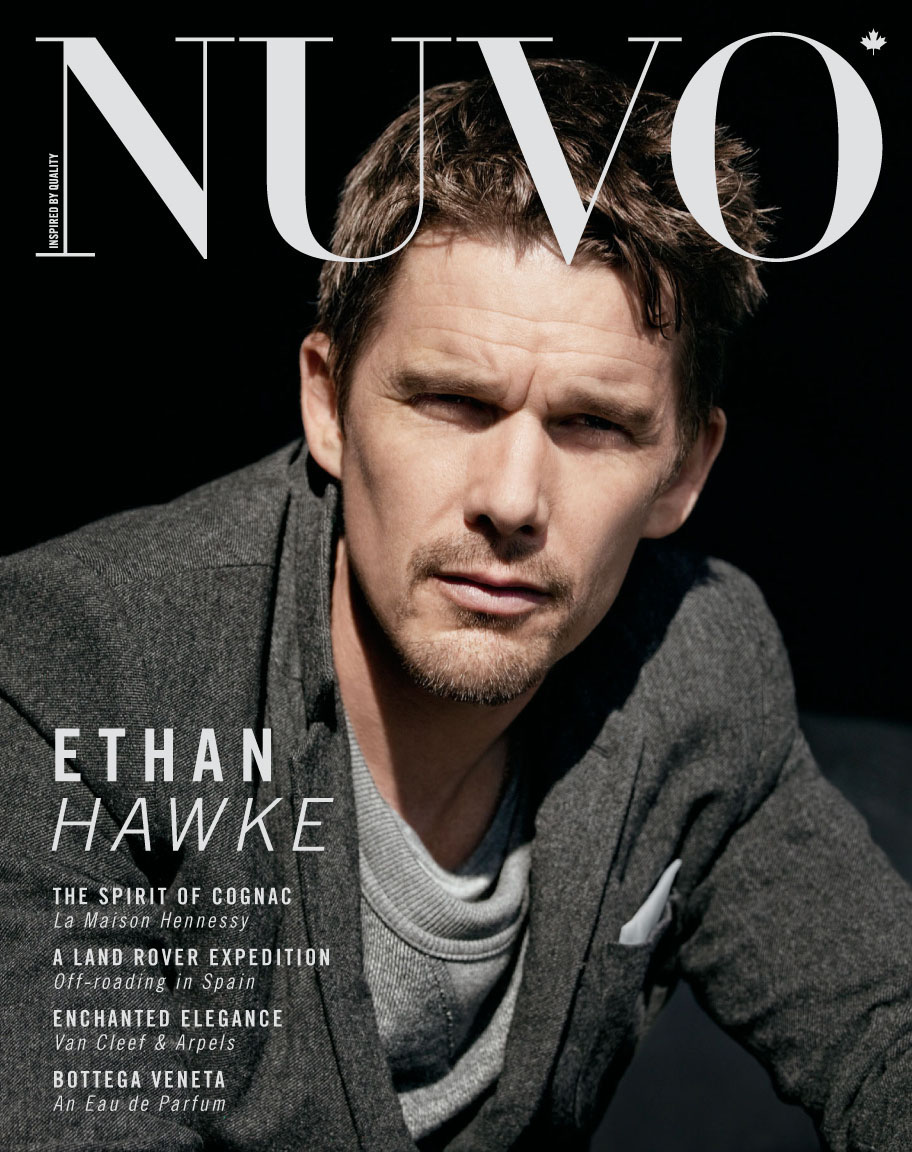 NUVO
INSPIRED BY QUALITY
ETHAN
HAWKE
THE SPIRIT OF COGNAC
La Maison Hennessy
A LAND ROVER EXPEDITION
Off-roading in Spain
ENCHANTED ELEGANCE
Van Cleef & Arpels
BOTTEGA VENETA
An Eau de Parfum